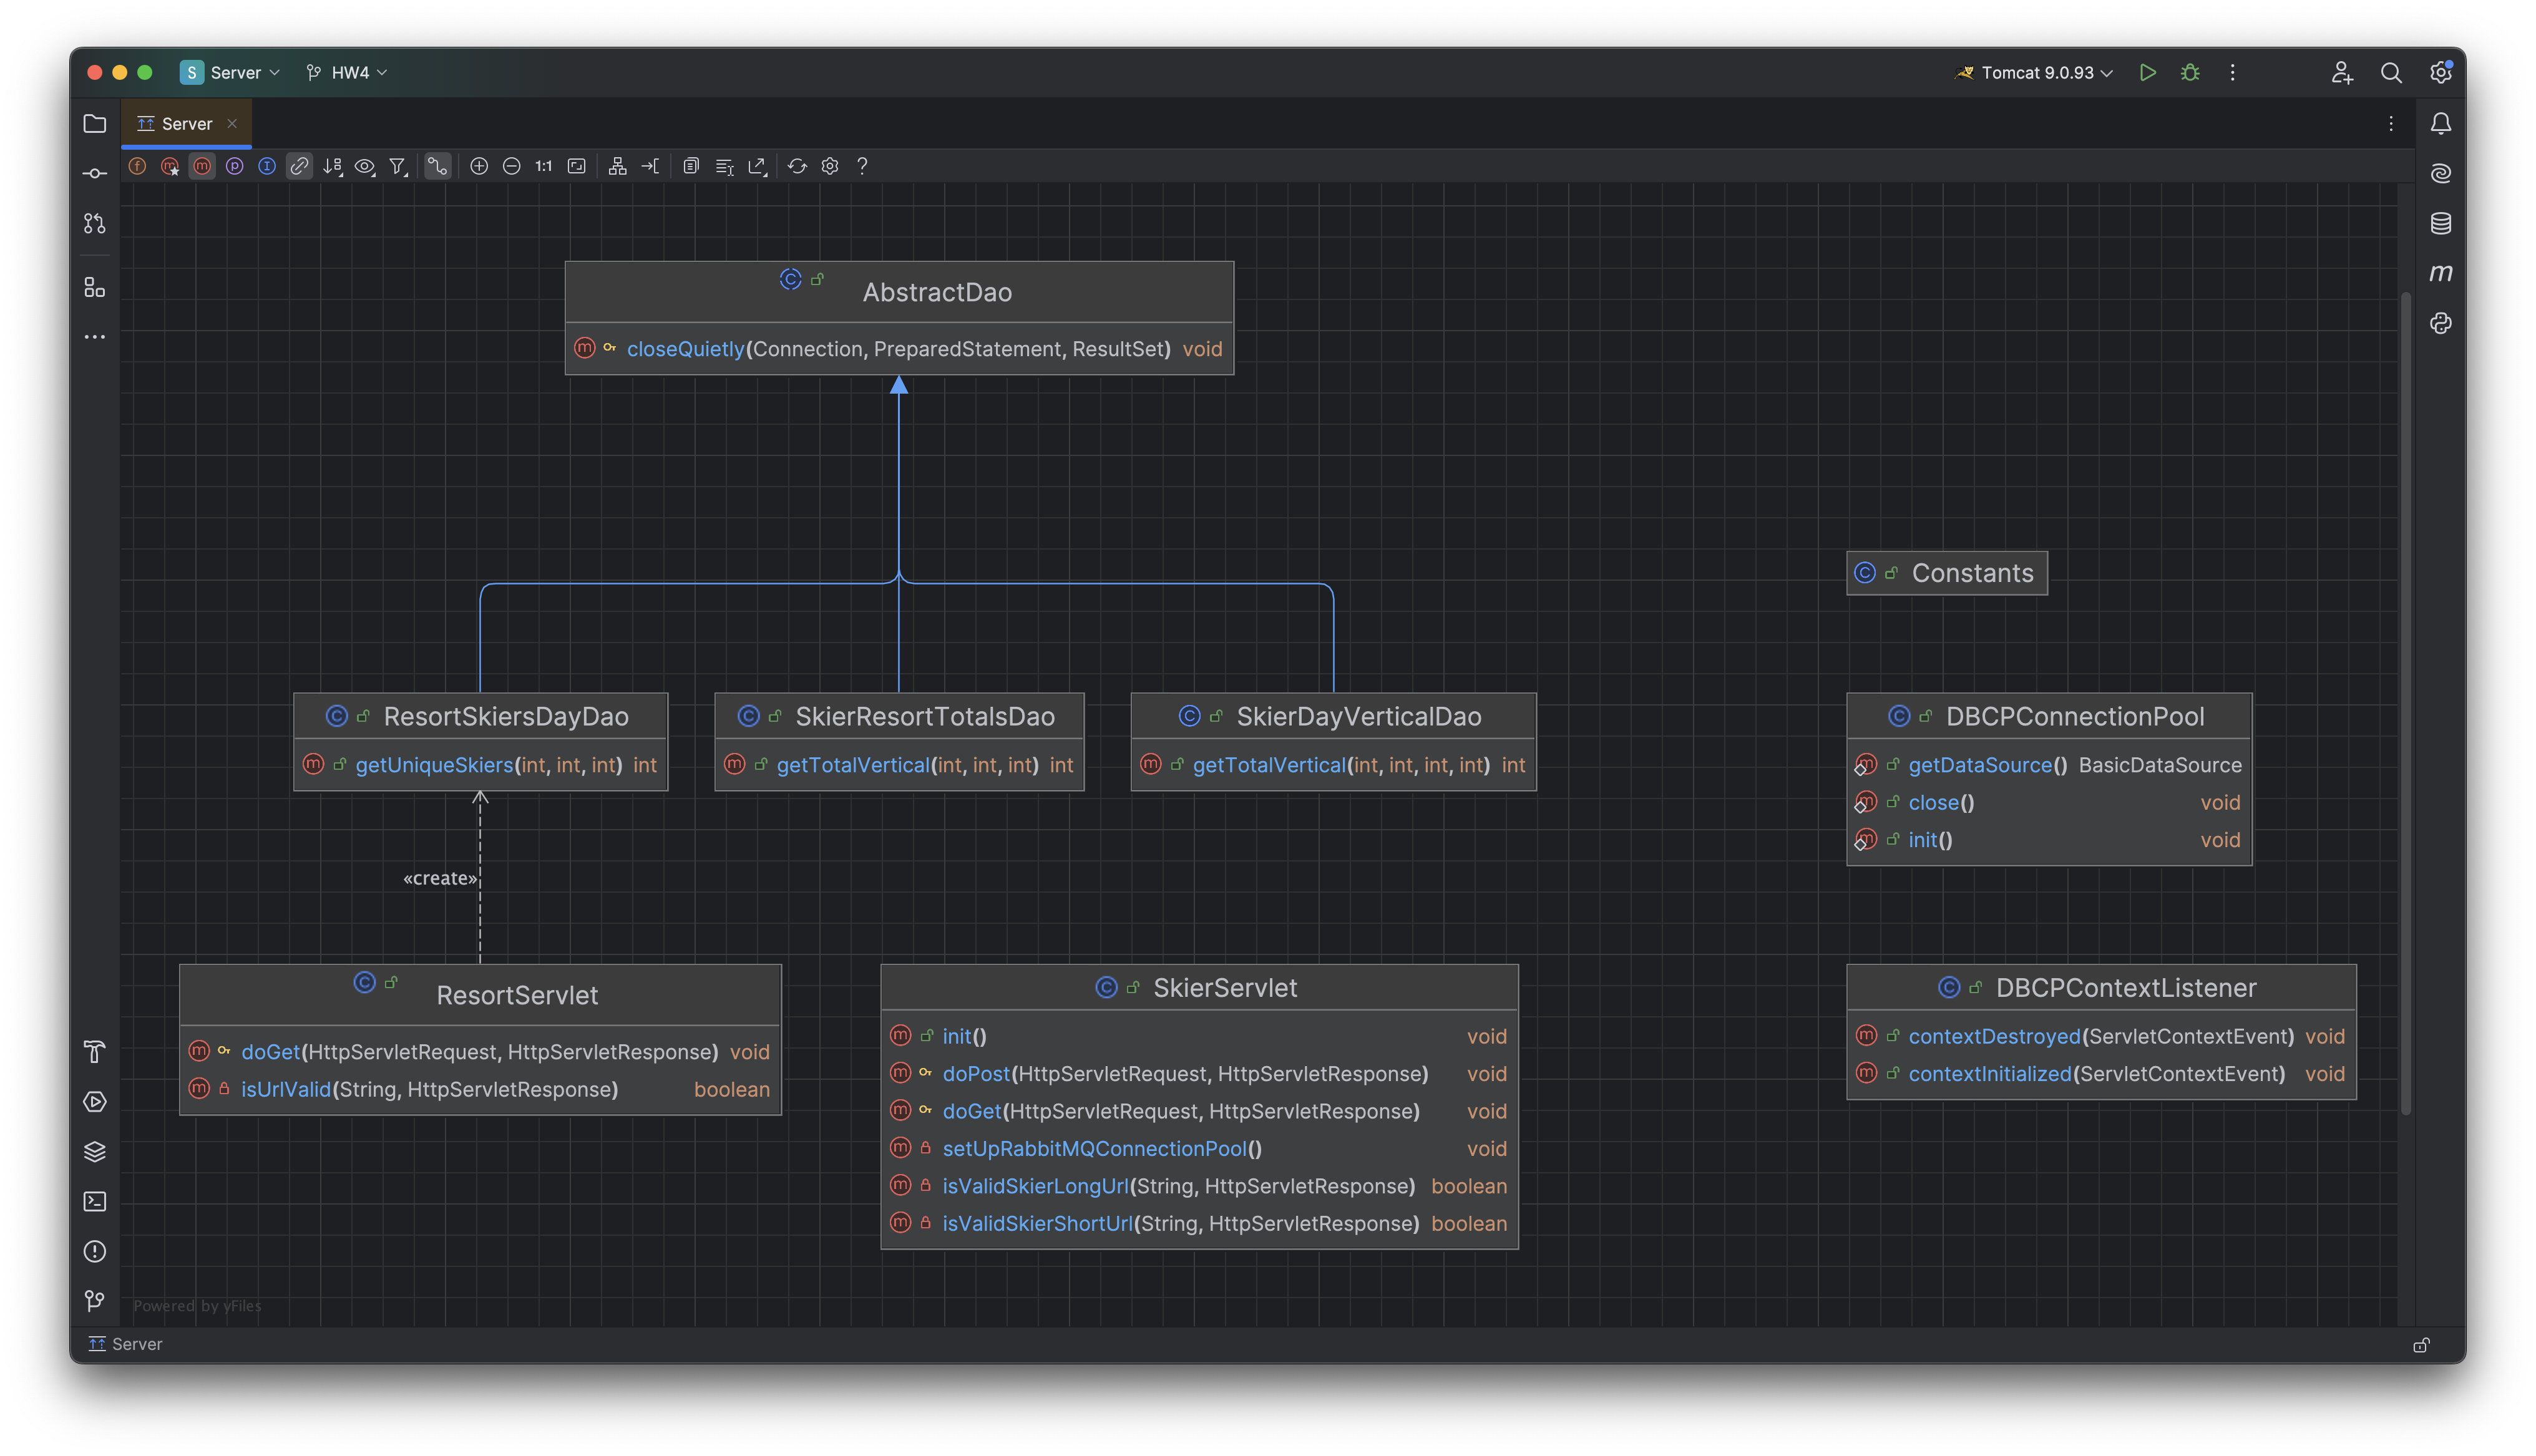 S Server HW4 Tomcat 9.0.93
Server
1:1
AbstractDao
closeQuietly(Connection, PreparedStatement, ResultSet) void
Constants
ResortSkiersDayDao
getUniqueSkiers(int, int, int) int
SkierResortTotalsDao
getTotalVertical(int, int, int) int
SkierDayVerticalDao
getTotalVertical(int, int, int, int) int
DBCPConnectionPool
getDataSource() BasicDataSource
close() void
init() void
«create»
ResortServlet
doGet(HttpServletRequest, HttpServletResponse) void
isUrlValid(String, HttpServletResponse) boolean
SkierServlet
init() void
doPost(HttpServletRequest, HttpServletResponse) void
doGet(HttpServletRequest, HttpServletResponse) void
setUpRabbitMQConnectionPool() void
isValidSkierLongUrl(String, HttpServletResponse) boolean
isValidSkierShortUrl(String, HttpServletResponse) boolean
DBCPContextListener
contextDestroyed(ServletContextEvent) void
contextInitialized(ServletContextEvent) void
Powered by yFiles
Server